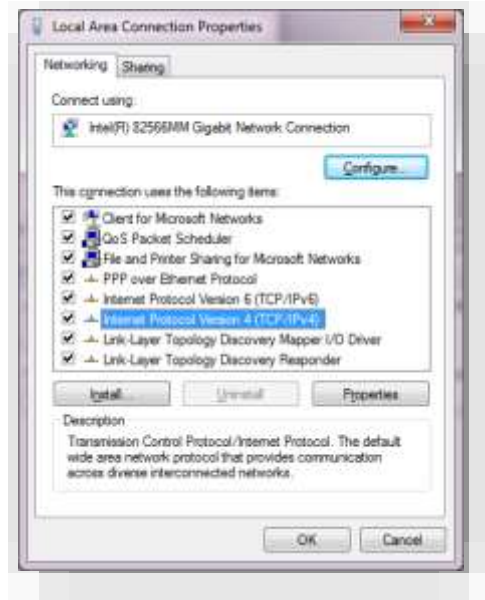 Local Area Connection Properties
Networking
Sharing
Connect using:
Intel(R) 82566MM Gigabit Network Connection
Configure...
This connection uses the following items:
Client for Microsoft Networks
QoS Packet Scheduler
File and Printer Sharing for Microsoft Networks
PPP over Ethernet Protocol
Internet Protocol Version 6 (TCP/IPv6)
Internet Protocol Version 4 (TCP/IPv4)
Link-Layer Topology Discovery Mapper I/O Driver
Link-Layer Topology Discovery Responder
Install...
Uninstall
Properties
Description
Transmission Control Protocol/Internet Protocol. The default
wide area network protocol that provides communication
across diverse interconnected networks.
OK
Cancel